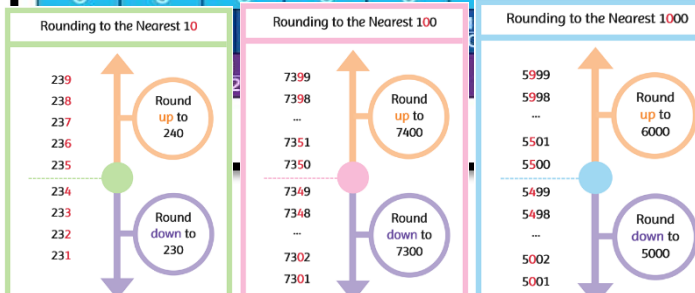 Rounding to the Nearest 10
239
238
237
236
235
234
233
232
231
Round
up to
240
Round
down to
230
Rounding to the Nearest 100
7399
7398
...
7351
7350
7349
7348
...
7302
7301
Round
up to
7400
Round
down to
7300
Rounding to the Nearest 1000
5999
5998
...
5501
5500
5499
5498
...
5002
5001
Round
up to
6000
Round
down to
5000